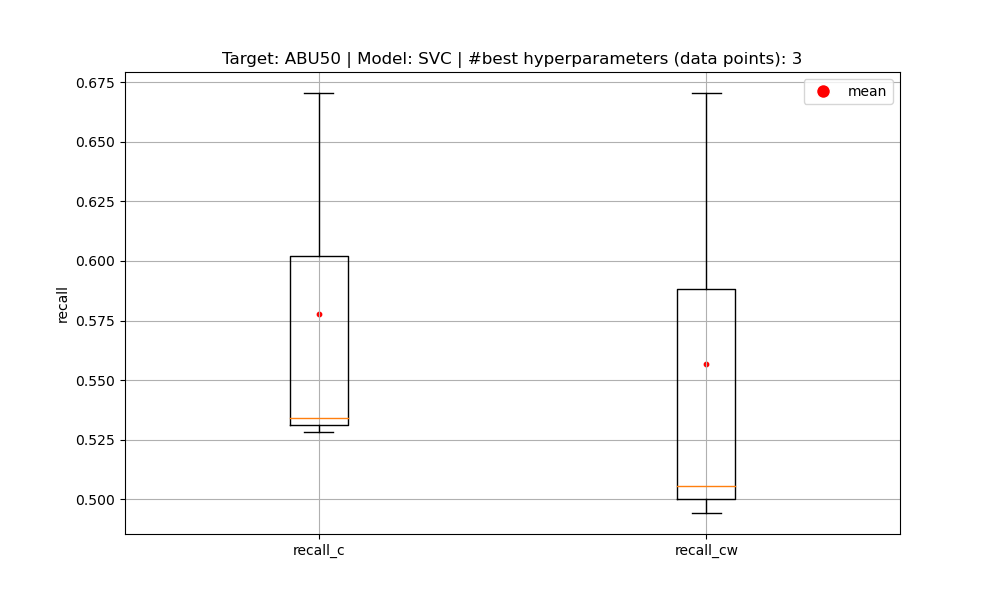 Target: ABU50 | Model: SVC | #best hyperparameters (data points): 3
mean
recall
0.675
0.650
0.625
0.600
0.575
0.550
0.525
0.500
recall_c
recall_cw